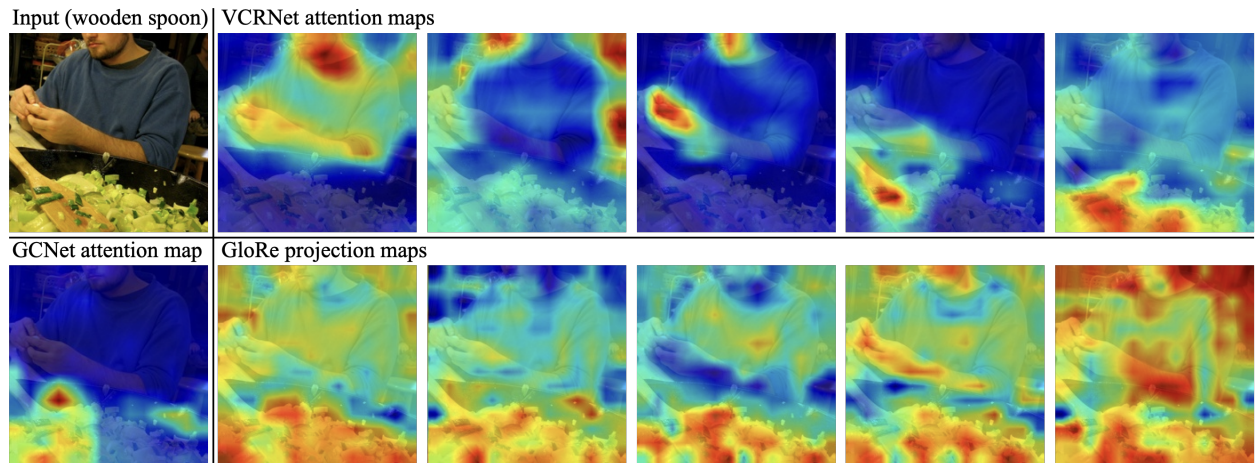 Input (wooden spoon)
VCRNet attention maps
GCNet attention map
GloRe projection maps